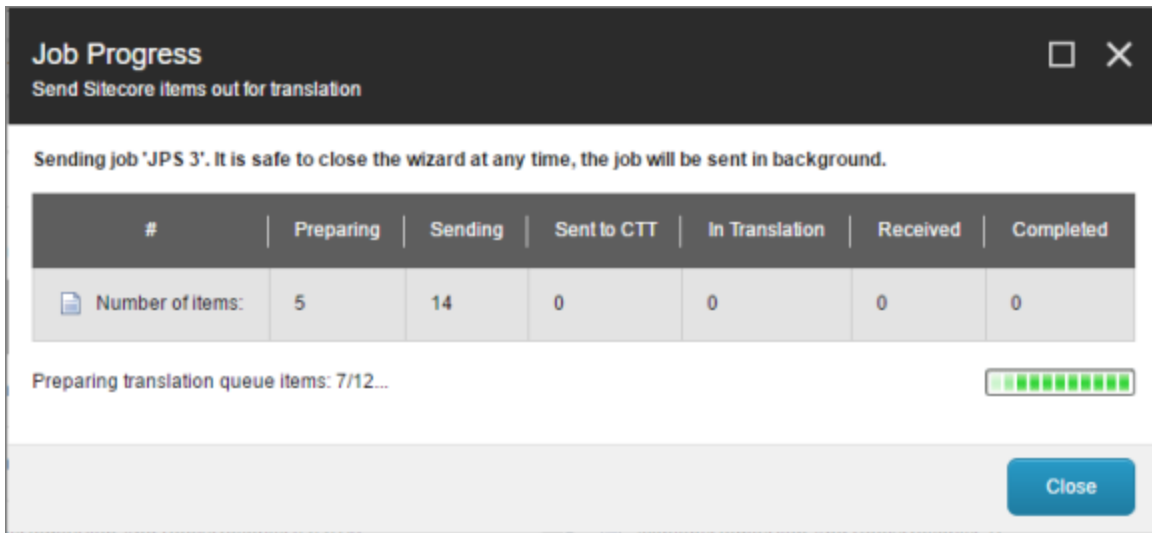 Job Progress
Send Sitecore items out for translation
Sending job 'JPS 3'. It is safe to close the wizard at any time, the job will be sent in background.
# Preparing Sending Sent to CTT In Translation Received Completed
Number of items: 5 14 0 0 0 0
Preparing translation queue items: 7/12...
Close